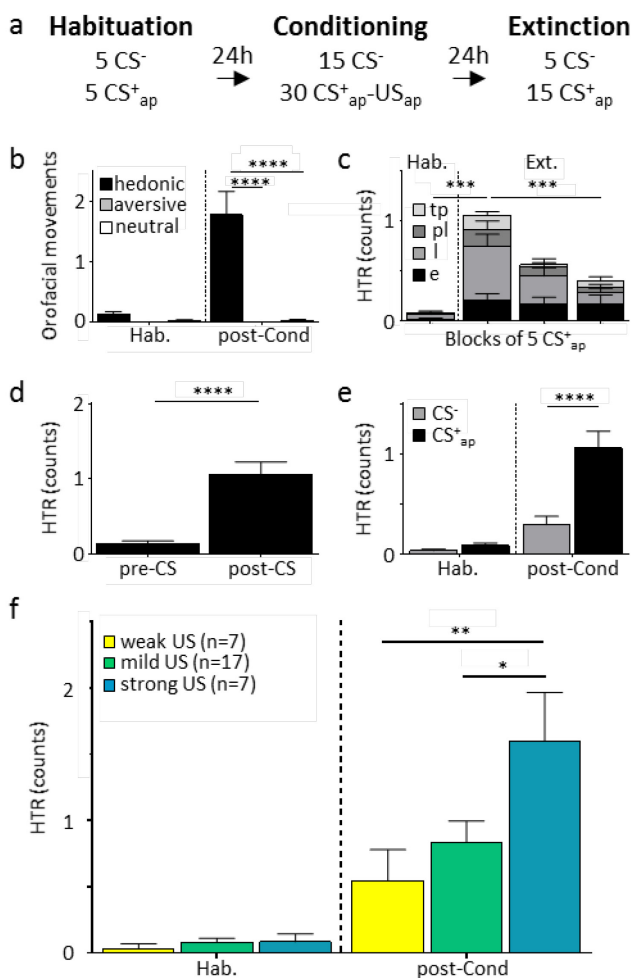 a Habituation Conditioning Extinction
5 CS⁻ 24h 15 CS⁻ 24h 5 CS⁻
5 CS⁺ap 30 CS⁺ap-USap 15 CS⁺ap
b
Orofacial movements
2
1
0
hedonic
aversive
neutral
****
****
Hab. post-Cond
c
Hab. Ext.
*** ***
HTR (counts)
1
0
tp
pl
l
e
Blocks of 5 CS⁺ap
d
HTR (counts)
2
1
0
****
pre-CS post-CS
e
HTR (counts)
1
0
CS⁻
CS⁺ap
****
Hab. post-Cond
f
HTR (counts)
2
1
0
weak US (n=7)
mild US (n=17)
strong US (n=7)
**
*
Hab. post-Cond